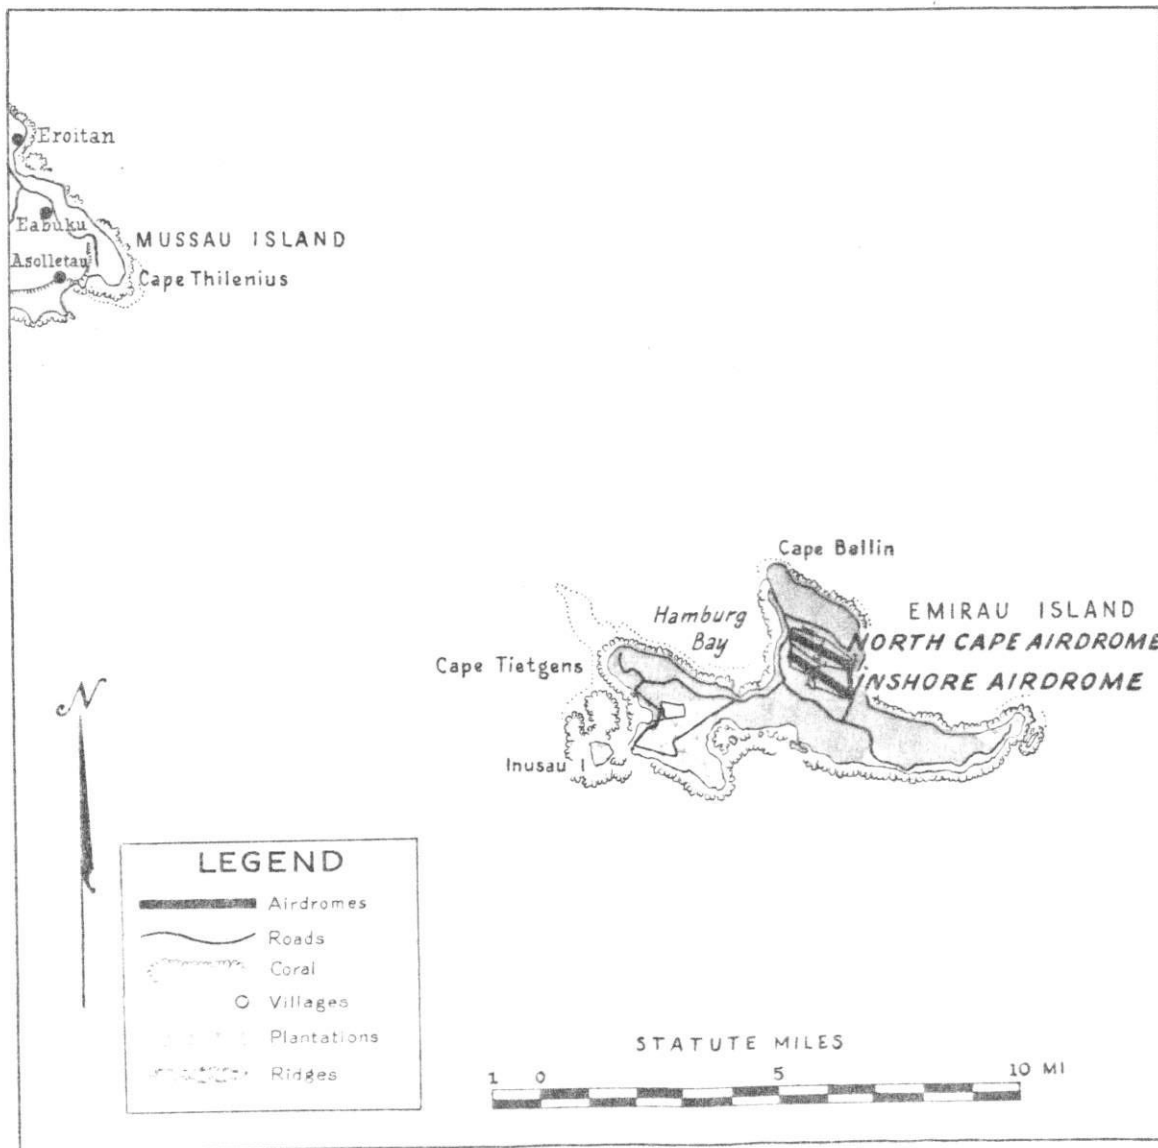 Eroitan
Eabuku
MUSSAU ISLAND
Asolletau
Cape Thilenius
Cape Ballin
Hamburg
Bay
EMIRAU ISLAND
NORTH CAPE AIRDROME
Cape Tietgens
INSHORE AIRDROME
N
Inusau I
LEGEND
Airdromes
Roads
Coral
Villages
Plantations
Ridges
STATUTE MILES
1 0 5 10 MI